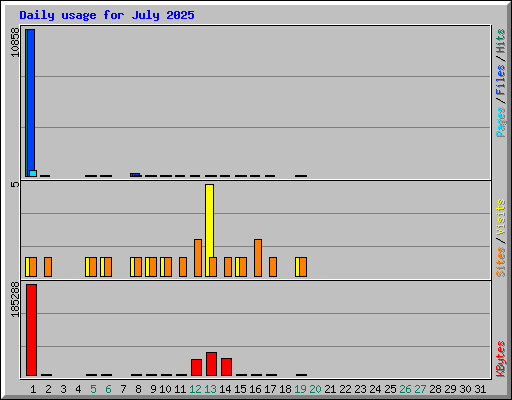 Daily usage for July 2025
10858
Pages/Files/Hits
5
Sites/Visits
185288
KBytes
1 2 3 4 5 6 7 8 9 10 11 12 13 14 15 16 17 18 19 20 21 22 23 24 25 26 27 28 29 30 31